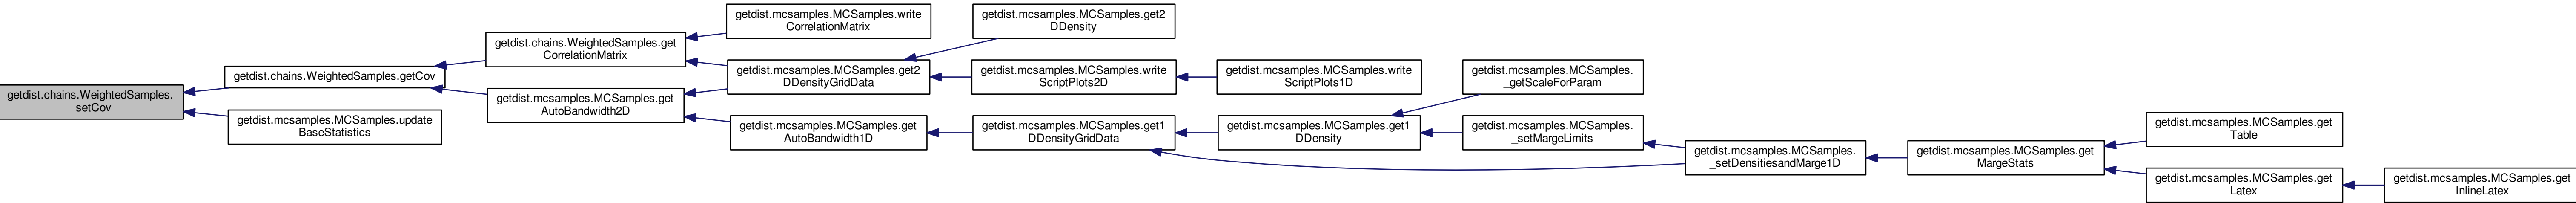 getdist.chains.WeightedSamples.
_setCov
getdist.chains.WeightedSamples.getCov
getdist.mcsamples.MCSamples.update
BaseStatistics
getdist.chains.WeightedSamples.get
CorrelationMatrix
getdist.mcsamples.MCSamples.get
AutoBandwidth2D
getdist.mcsamples.MCSamples.write
CorrelationMatrix
getdist.mcsamples.MCSamples.get2
DDensityGridData
getdist.mcsamples.MCSamples.get
AutoBandwidth1D
getdist.mcsamples.MCSamples.get2
DDensity
getdist.mcsamples.MCSamples.write
ScriptPlots2D
getdist.mcsamples.MCSamples.get1
DDensityGridData
getdist.mcsamples.MCSamples.write
ScriptPlots1D
getdist.mcsamples.MCSamples.get1
DDensity
getdist.mcsamples.MCSamples.
_getScaleForParam
getdist.mcsamples.MCSamples.
_setMargeLimits
getdist.mcsamples.MCSamples.
_setDensitiesandMarge1D
getdist.mcsamples.MCSamples.get
MargeStats
getdist.mcsamples.MCSamples.get
Table
getdist.mcsamples.MCSamples.get
Latex
getdist.mcsamples.MCSamples.get
InlineLatex